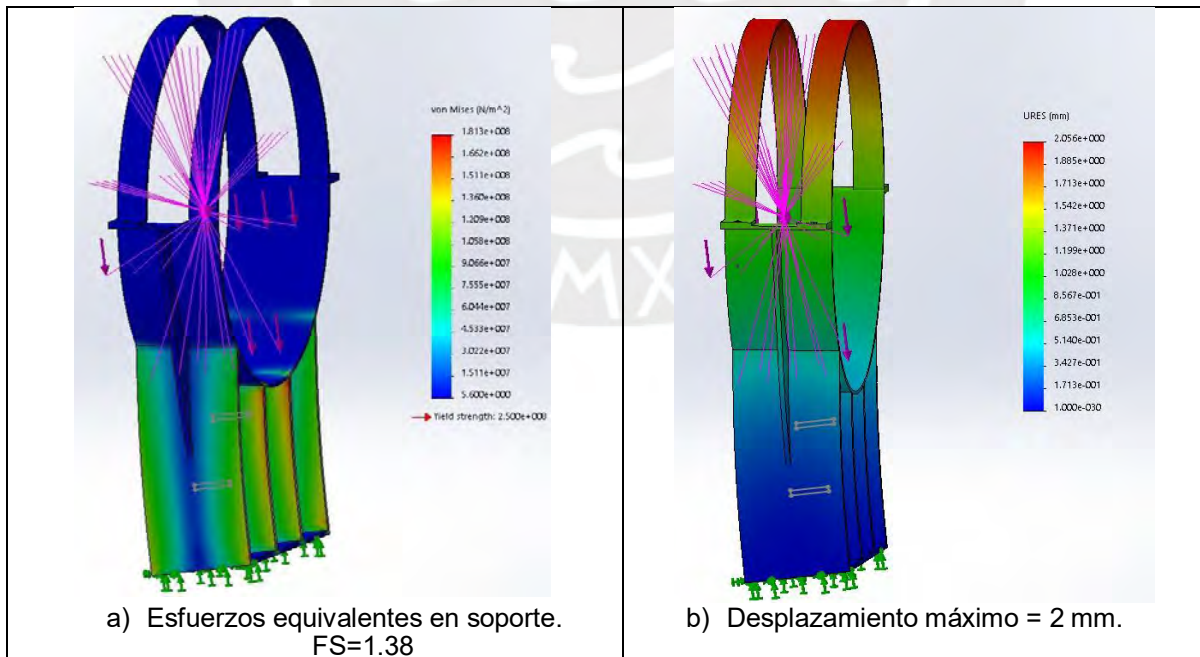 von Mises (N/m^2)
1.813e+008
1.662e+008
1.511e+008
1.360e+008
1.209e+008
1.058e+008
9.066e+007
7.555e+007
6.044e+007
4.533e+007
3.022e+007
1.511e+007
5.600e+000
Yield strength: 2.500e+008
a) Esfuerzos equivalentes en soporte.
FS=1.38
URES (mm)
2.056e+000
1.885e+000
1.713e+000
1.542e+000
1.371e+000
1.199e+000
1.028e+000
8.567e-001
6.853e-001
5.140e-001
3.427e-001
1.713e-001
1.000e-030
b) Desplazamiento máximo = 2 mm.